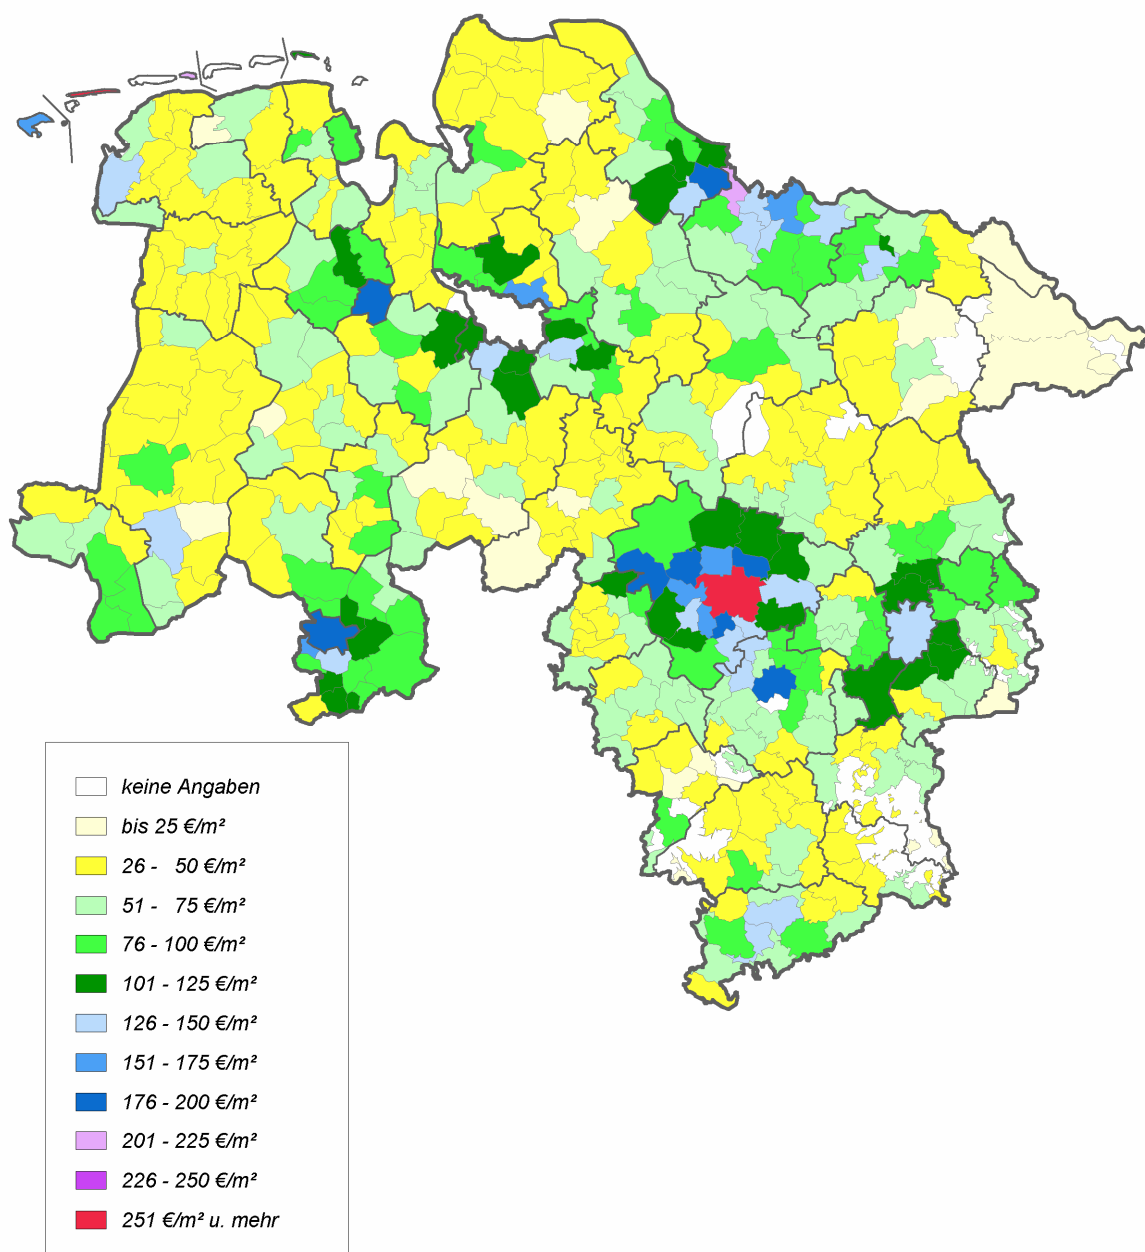 keine Angaben
bis 25 €/m²
26 - 50 €/m²
51 - 75 €/m²
76 - 100 €/m²
101 - 125 €/m²
126 - 150 €/m²
151 - 175 €/m²
176 - 200 €/m²
201 - 225 €/m²
226 - 250 €/m²
251 €/m² u. mehr